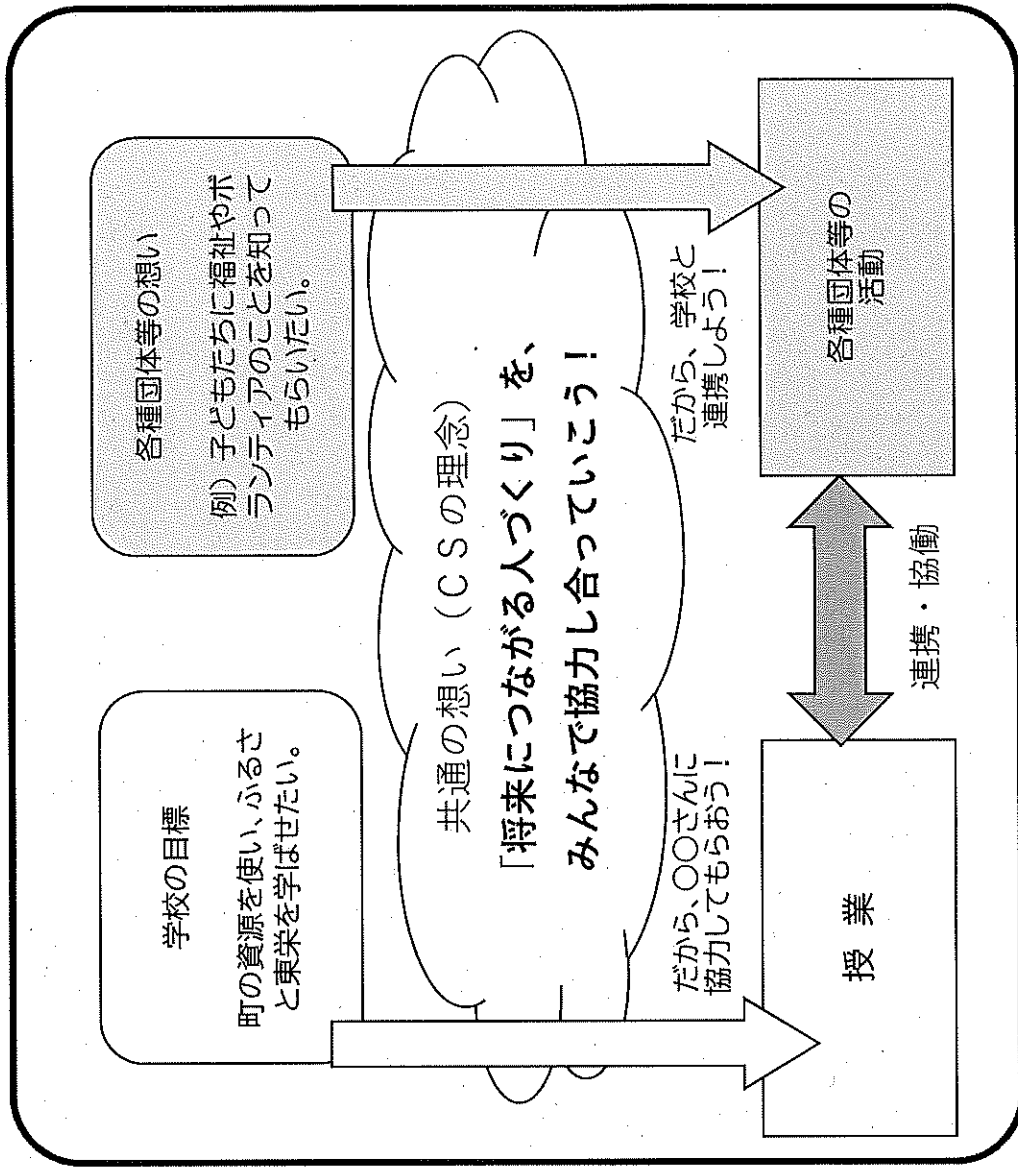 学校の目標
町の資源を使い、ふるさ
と東栄を学ばせたい。
各種団体等の想い
例）子どもたちに福祉やボ
ランティアのことを知って
もらいたい。
共通の想い（ＣＳの理念）
「将来につながる人づくり」を、
みんなで協力し合っていこう！
だから、〇〇さんに
協力してもらおう！
だから、学校と
連携しよう！
授 業
連携・協働
各種団体等の
活動